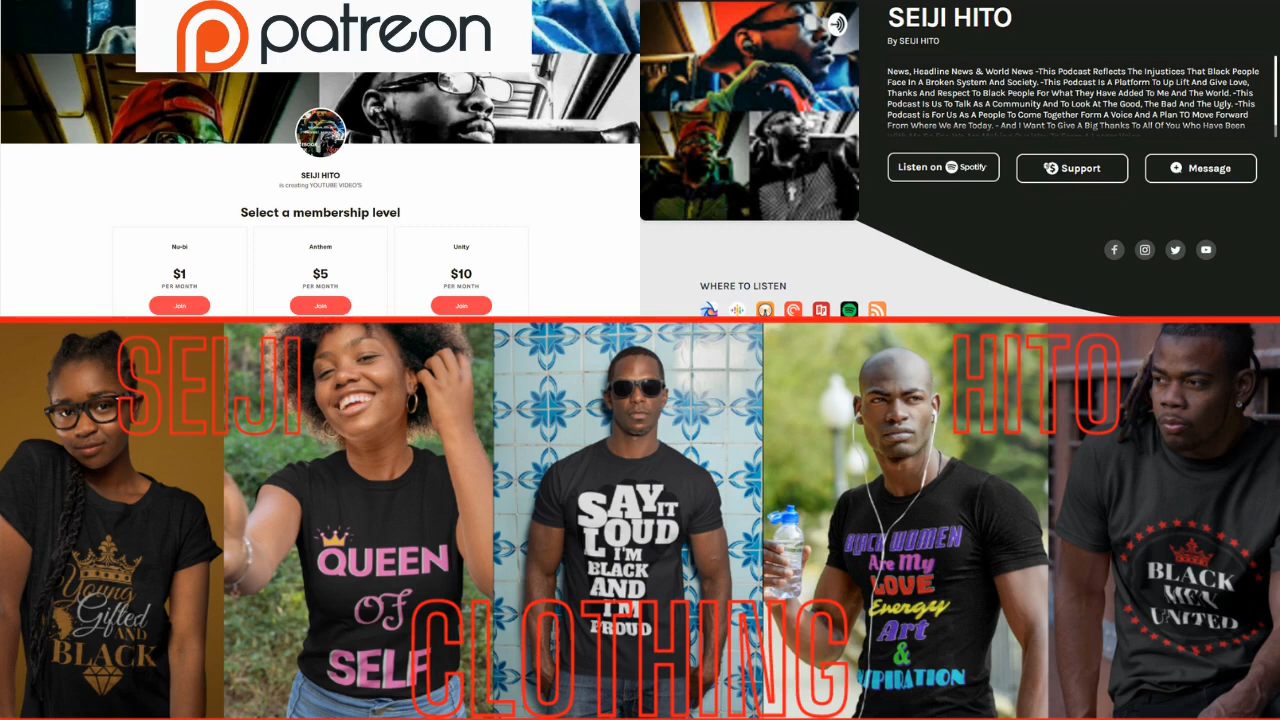 patreon
SEIJI HITO
is creating YOUTUBE VIDEO'S
Select a membership level
Nu-bi
$1
PER MONTH
Join
Anthem
$5
PER MONTH
Join
Unity
$10
PER MONTH
Join
SEIJI HITO
By SEIJI HITO
News, Headline News & World News -This Podcast Reflects The Injustices That Black People
Face In A Broken System And Society. -This Podcast Is A Platform To Up Lift And Give Love,
Thanks And Respect To Black People For What They Have Added To Me And The World. -This
Podcast Is Us To Talk As A Community And To Look At The Good, The Bad And The Ugly. -This
Podcast is For Us As A People To Come Together Form A Voice And A Plan TO Move Forward
From Where We Are Today. - And I Want To Give A Big Thanks To All Of You Who Have Been
Listen on Spotify
Support
Message
WHERE TO LISTEN
SEIJI
HITO
CLOTHING
Young
Gifted
AND
BLACK
QUEEN
OF
SELF
SAY IT
LOUD
I'M
BLACK
AND
I'M
PROUD
BLACK WOMEN
Are My
LOVE
Energy
Art
&
INSPIRATION
BLACK
MEN
UNITED